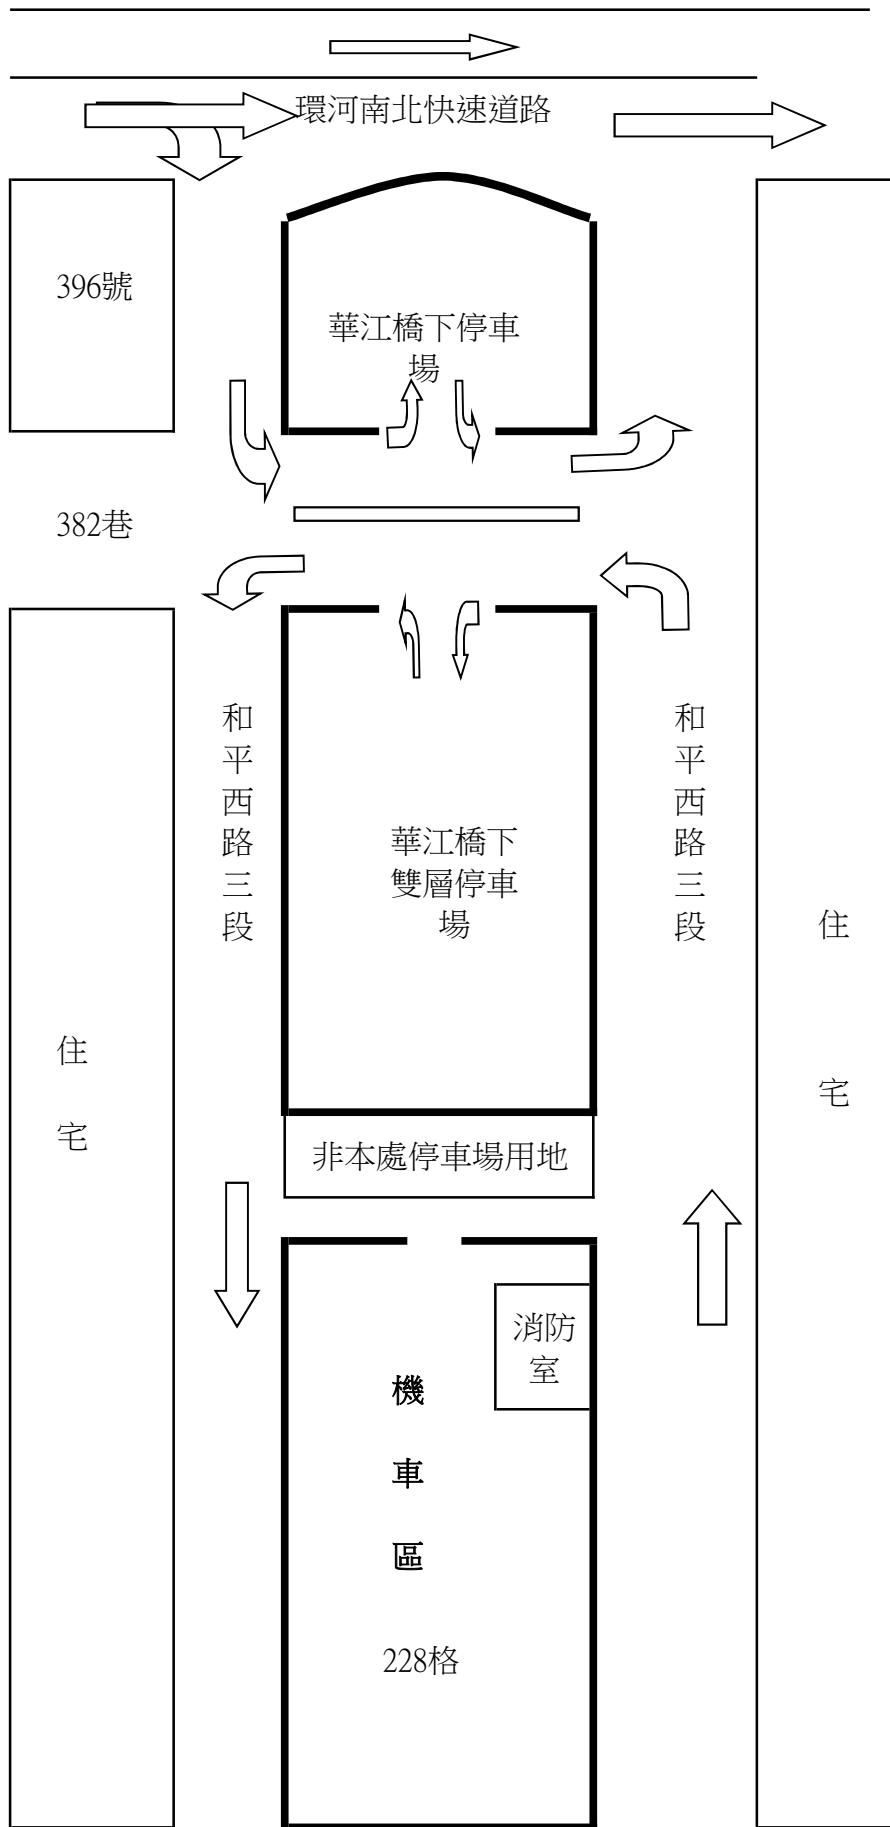 環河南北快速道路
396號
華江橋下停車
場
382巷
和
平
西
路
三
段
和
平
西
路
三
段
華江橋下
雙層停車
場
住
宅
住
宅
非本處停車場用地
消防
室
機
車
區
228格